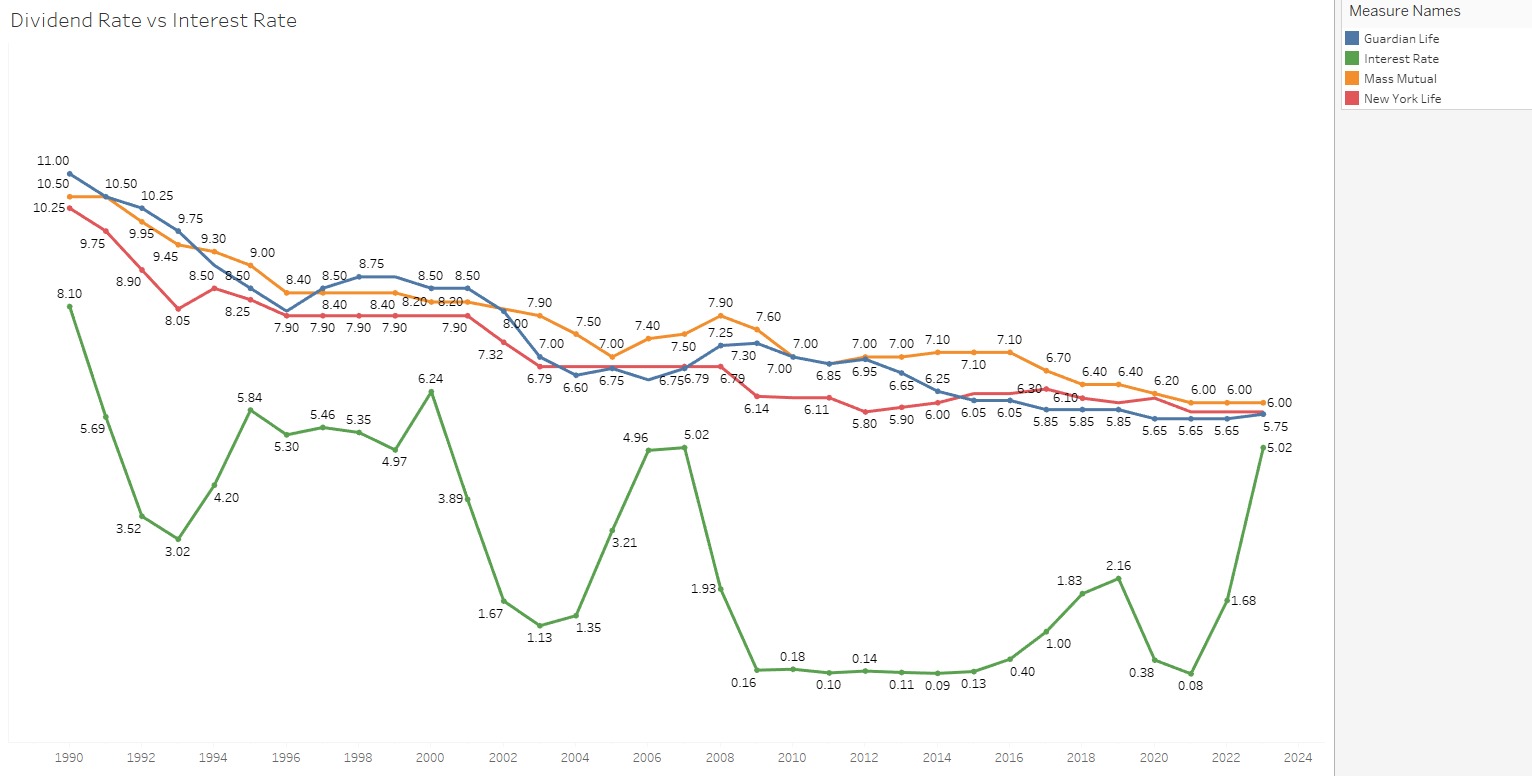 Dividend Rate vs Interest Rate
Measure Names
Guardian Life
Interest Rate
Mass Mutual
New York Life
11.00
10.50 10.50
10.25 10.25
9.75
9.75
9.95
9.30
9.45
9.00
8.90
8.50 8.50 8.40 8.50 8.75 8.50 8.50
8.10
8.05 8.25 8.40 8.40 8.20 8.20
7.90 7.90 7.90 7.90 7.90
8.00 7.90 7.50 7.40 7.90 7.60
7.32 7.00 7.00 7.50 7.25 7.30 7.00 7.00 7.00 7.10 7.10
7.00 7.10 6.70
6.79 6.60 6.75 6.75 6.79 6.79 6.85 6.95 6.65 6.25 6.30 6.40 6.40 6.20
6.14 6.11 5.80 5.90 6.00 6.05 6.05 6.10 6.00 6.00 6.00
5.85 5.85 5.85 5.65 5.65 5.65 5.75
6.24
5.84
5.69 5.30 5.46 5.35 4.97 4.96 5.02 5.02
4.20 3.89
3.52
3.02 3.21
1.67 1.13 1.35 1.93 1.83 2.16 1.68
1.00
0.16 0.18 0.10 0.14 0.11 0.09 0.13 0.40 0.38 0.08
1990 1992 1994 1996 1998 2000 2002 2004 2006 2008 2010 2012 2014 2016 2018 2020 2022 2024